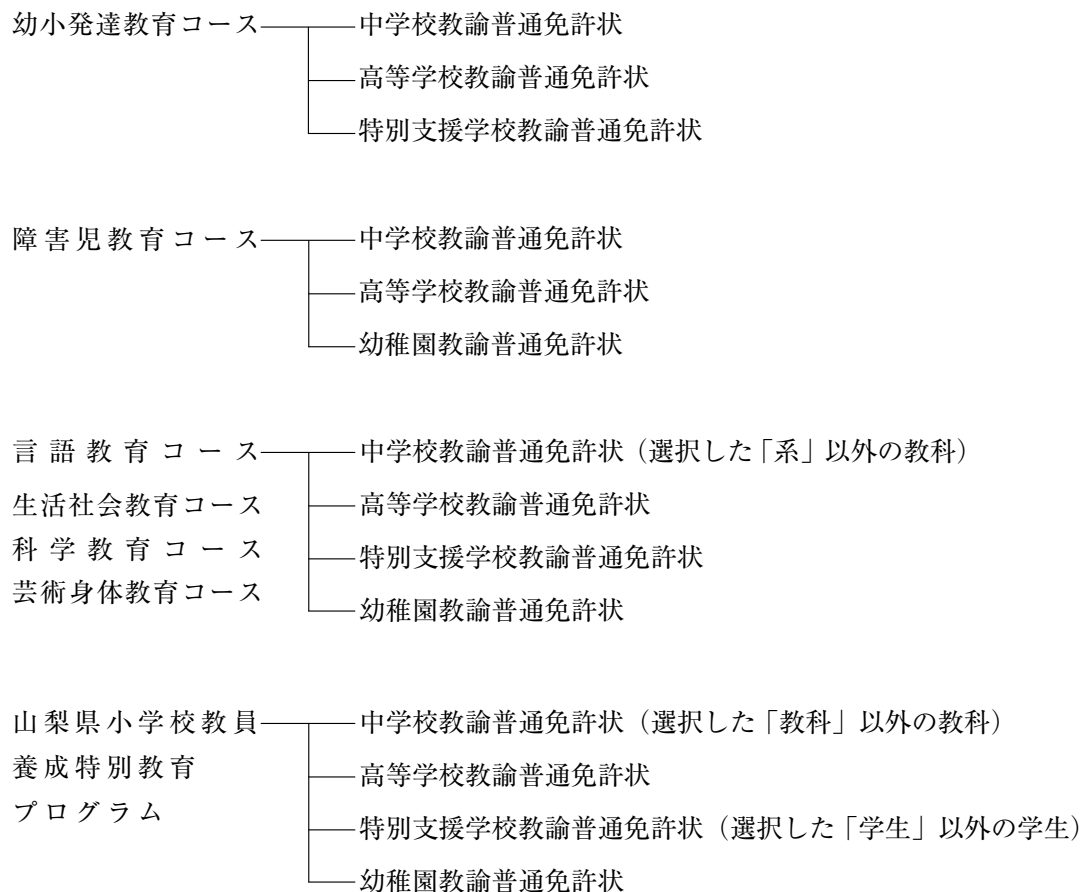 幼小発達教育コース 中学校教諭普通免許状
高等学校教諭普通免許状
特別支援学校教諭普通免許状
障害児教育コース 中学校教諭普通免許状
高等学校教諭普通免許状
幼稚園教諭普通免許状
言語教育コース 中学校教諭普通免許状（選択した「系」以外の教科）
生活社会教育コース 高等学校教諭普通免許状
科学教育コース 特別支援学校教諭普通免許状
芸術身体教育コース 幼稚園教諭普通免許状
山梨県小学校教員 中学校教諭普通免許状（選択した「教科」以外の教科）
養成特別教育 高等学校教諭普通免許状
プログラム 特別支援学校教諭普通免許状（選択した「学生」以外の学生）
幼稚園教諭普通免許状